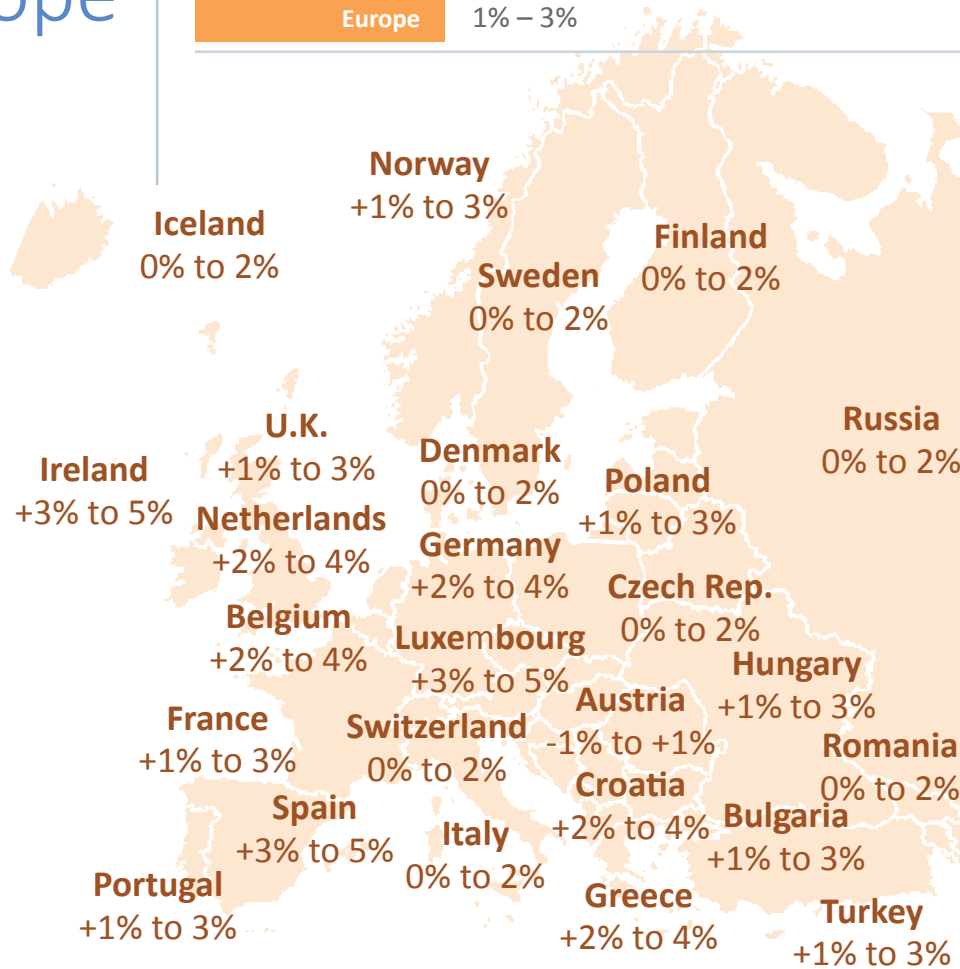 ope
Europe 1% – 3%
Norway
+1% to 3%
Iceland
0% to 2%
Finland
0% to 2%
Sweden
0% to 2%
Russia
0% to 2%
U.K.
+1% to 3%
Denmark
0% to 2%
Ireland
+3% to 5%
Poland
+1% to 3%
Netherlands
+2% to 4%
Germany
+2% to 4%
Czech Rep.
0% to 2%
Belgium
+2% to 4%
Luxembourg
+3% to 5%
Hungary
+1% to 3%
Austria
-1% to +1%
France
+1% to 3%
Switzerland
0% to 2%
Romania
0% to 2%
Croatia
+2% to 4%
Spain
+3% to 5%
Bulgaria
+1% to 3%
Italy
0% to 2%
Portugal
+1% to 3%
Greece
+2% to 4%
Turkey
+1% to 3%